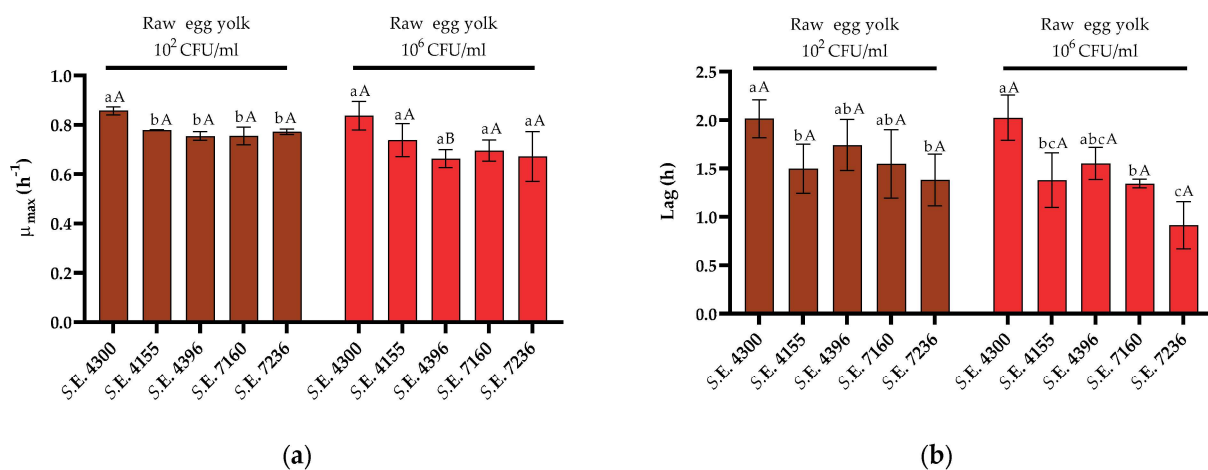 Raw egg yolk
10² CFU/ml
Raw egg yolk
10⁶ CFU/ml
μmax (h⁻¹)
1.0
0.8
0.6
0.4
0.2
0.0
aA
bA
bA
bA
bA
aA
aA
aB
aA
aA
S.E. 4300
S.E. 4155
S.E. 4396
S.E. 7160
S.E. 7236
S.E. 4300
S.E. 4155
S.E. 4396
S.E. 7160
S.E. 7236
(a)
Raw egg yolk
10² CFU/ml
Raw egg yolk
10⁶ CFU/ml
Lag (h)
2.5
2.0
1.5
1.0
0.5
0.0
aA
bA
abA
abA
bA
aA
bcA
abcA
bA
cA
S.E. 4300
S.E. 4155
S.E. 4396
S.E. 7160
S.E. 7236
S.E. 4300
S.E. 4155
S.E. 4396
S.E. 7160
S.E. 7236
(b)